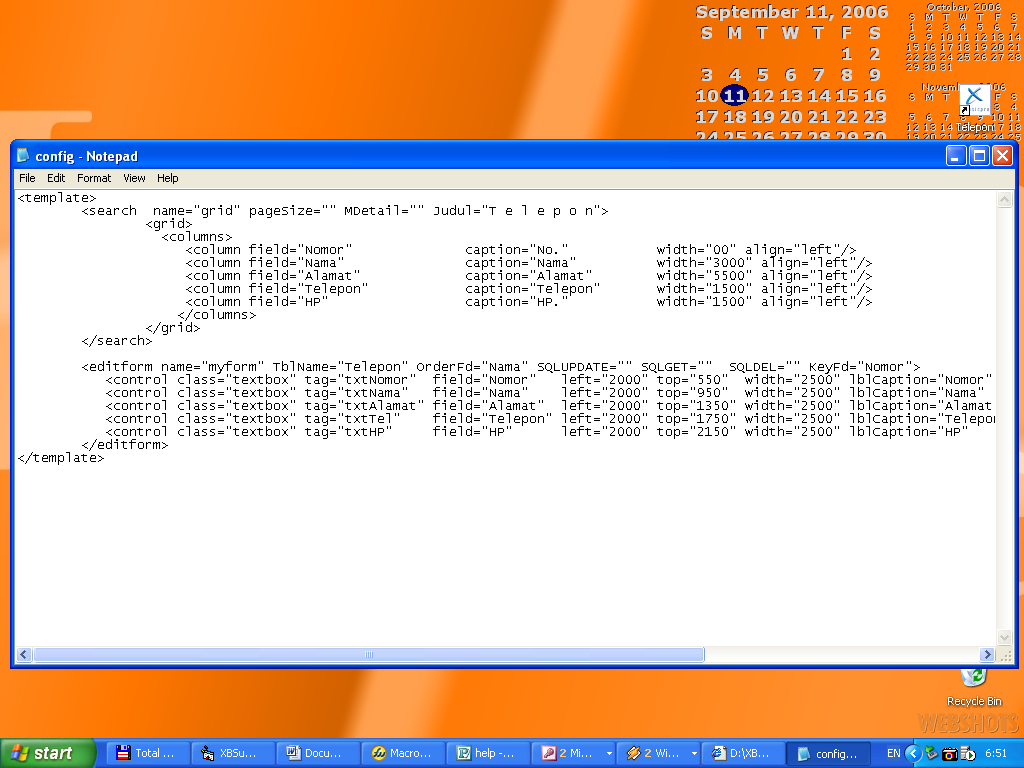 September 11, 2006
S M T W T F S
1 2
3 4 5 6 7 8 9
10 11 12 13 14 15 16
17 18 19 20 21 22 23
24 25 26 27 28 29 30
October, 2006
S M T W T F S
1 2 3 4 5 6 7
8 9 10 11 12 13 14
15 16 17 18 19 20 21
22 23 24 25 26 27 28
29 30 31
2006
S M T F S
3 4
5 6 7 8 9 10 11
12 13
Telepon
config - Notepad
File Edit Format View Help
<template>
<search name="grid" pageSize="" MDetail="" Judul="T e l e p o n">
<grid>
<columns>
<column field="Nomor" caption="No." width="00" align="left"/>
<column field="Nama" caption="Nama" width="3000" align="left"/>
<column field="Alamat" caption="Alamat" width="5500" align="left"/>
<column field="Telepon" caption="Telepon" width="1500" align="left"/>
<column field="HP" caption="HP." width="1500" align="left"/>
</columns>
</grid>
</search>
<editform name="myform" TblName="Telepon" OrderFd="Nama" SQLUPDATE="" SQLGET="" SQLDEL="" KeyFd="Nomor">
<control class="textbox" tag="txtNomor" field="Nomor" left="2000" top="550" width="2500" lblCaption="Nomor"
<control class="textbox" tag="txtNama" field="Nama" left="2000" top="950" width="2500" lblCaption="Nama"
<control class="textbox" tag="txtAlamat" field="Alamat" left="2000" top="1350" width="2500" lblCaption="Alamat
<control class="textbox" tag="txtTel" field="Telepon" left="2000" top="1750" width="2500" lblCaption="Telepon
<control class="textbox" tag="txtHP" field="HP" left="2000" top="2150" width="2500" lblCaption="HP"
</editform>
</template>
Recycle Bin
WEBSHOTS
start
Total ...
XBSu...
Docu...
Macro...
help -...
2 Mi...
2 Wi...
D:\XB...
config...
EN
6:51